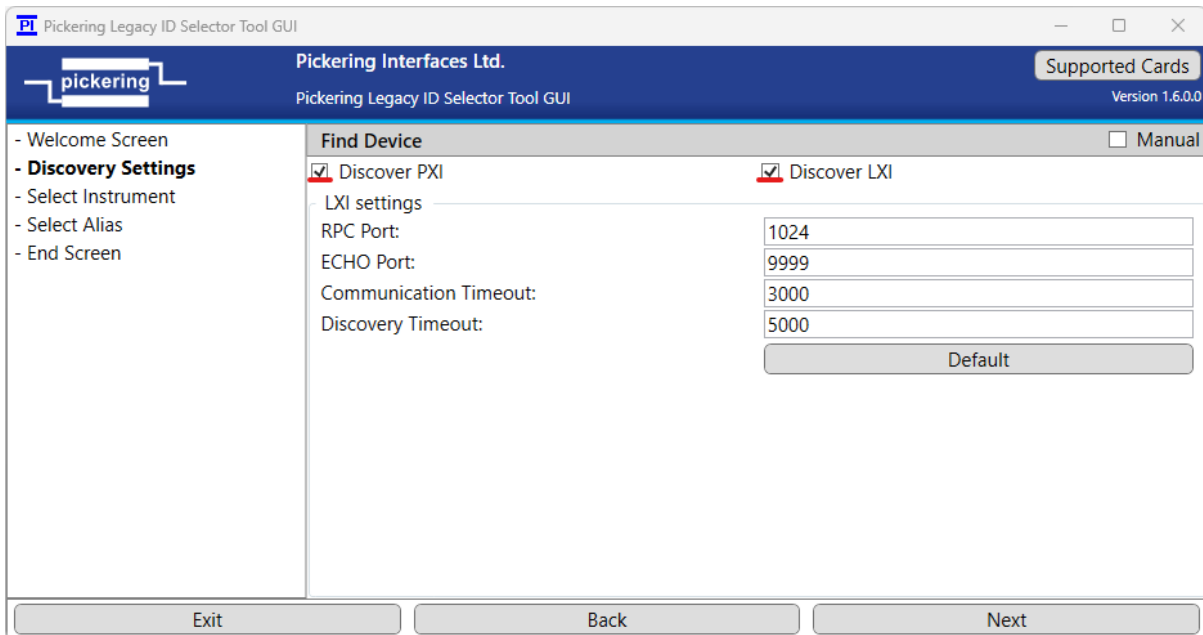 PI Pickering Legacy ID Selector Tool GUI
pickering
Pickering Interfaces Ltd.
Pickering Legacy ID Selector Tool GUI
Supported Cards
Version 1.6.0.0
- Welcome Screen
- Discovery Settings
- Select Instrument
- Select Alias
- End Screen
Find Device
Manual
Discover PXI
Discover LXI
LXI settings
RPC Port: 1024
ECHO Port: 9999
Communication Timeout: 3000
Discovery Timeout: 5000
Default
Exit
Back
Next